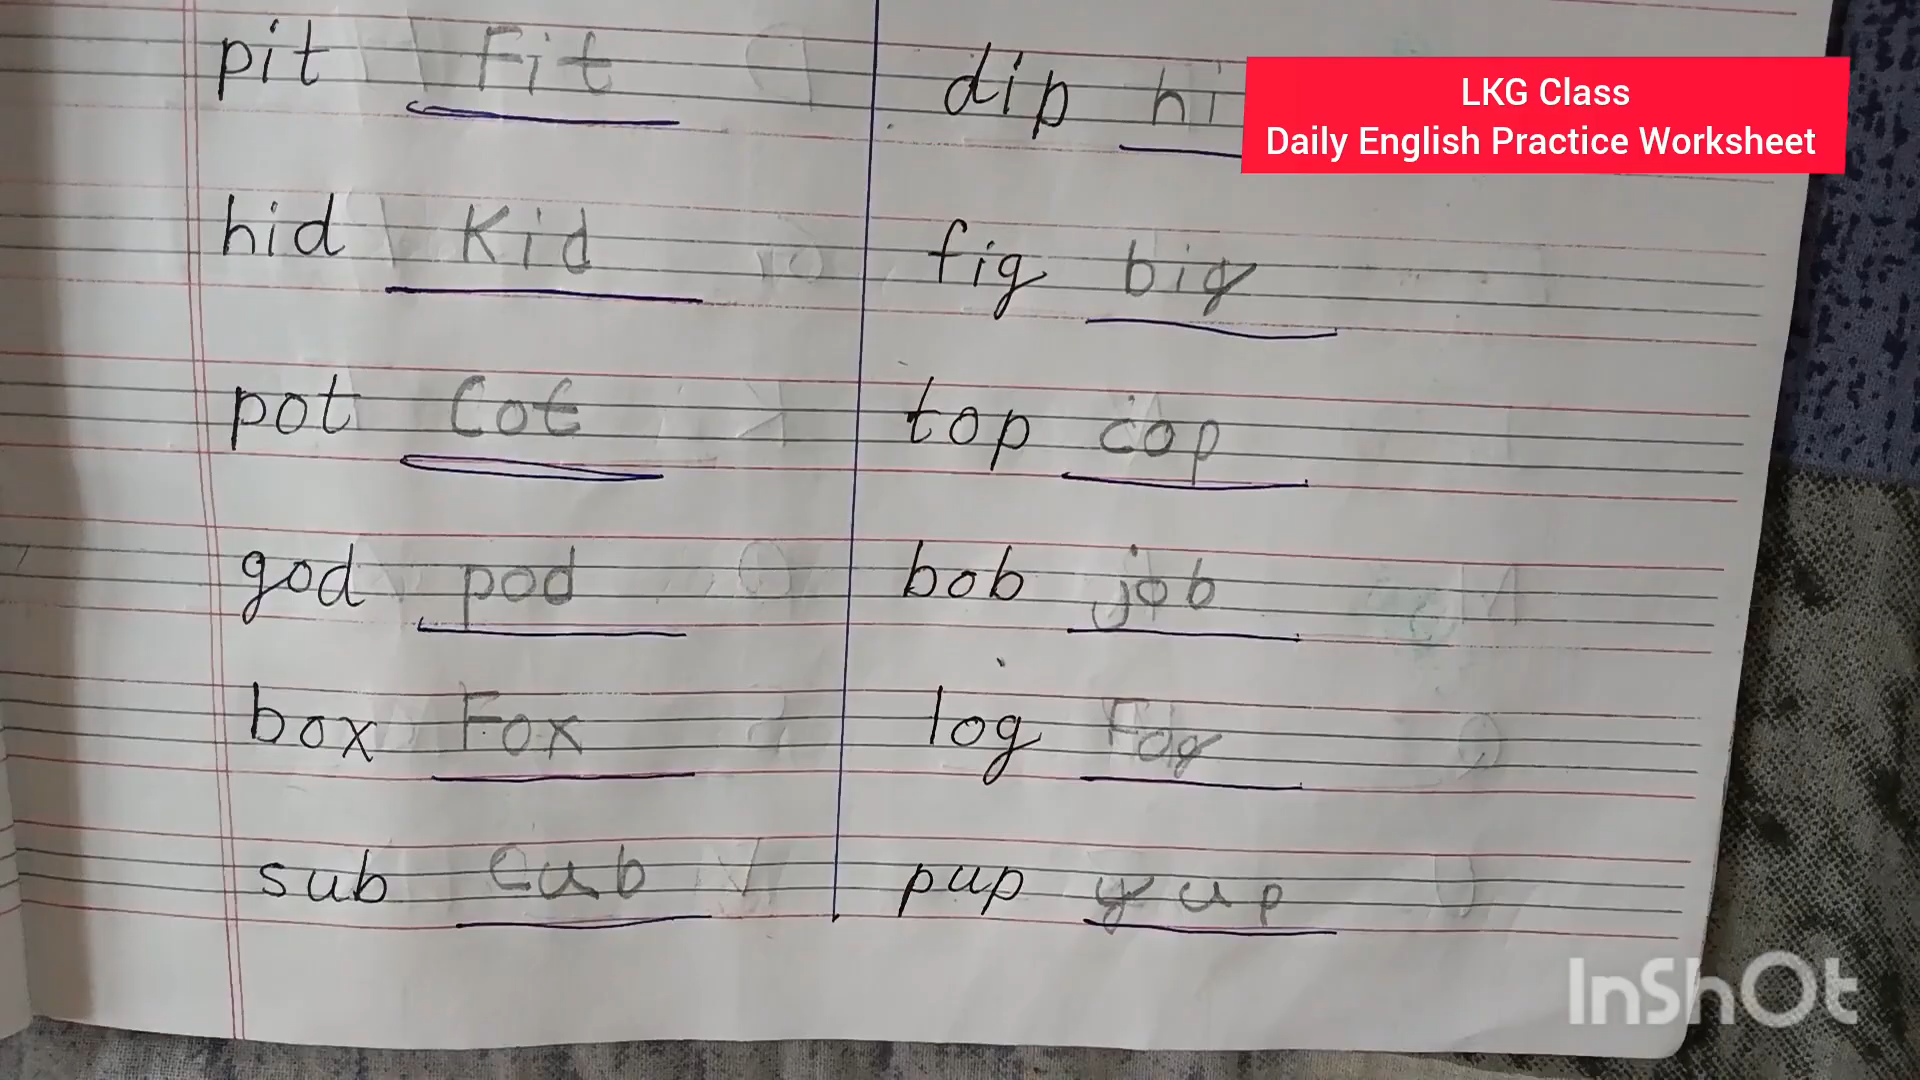 pit Fit dip hi
LKG Class
Daily English Practice Worksheet
hid Kid fig big
pot Cot top cop
god pod bob job
box Fox log Fog
sub Cub pup yup
InShOt